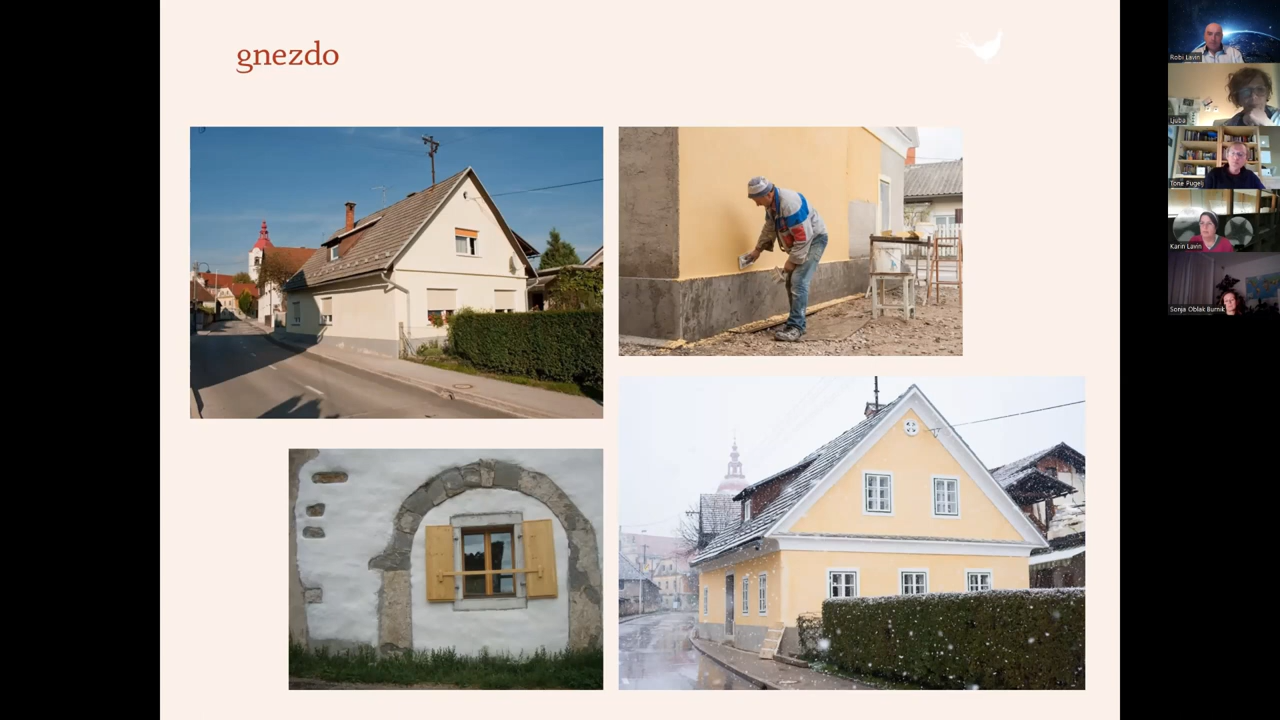 gnezdo
Robi Lavin
Ljuba
Tone Pugelj
Karin Lavin
Sonja Oblak Burnik